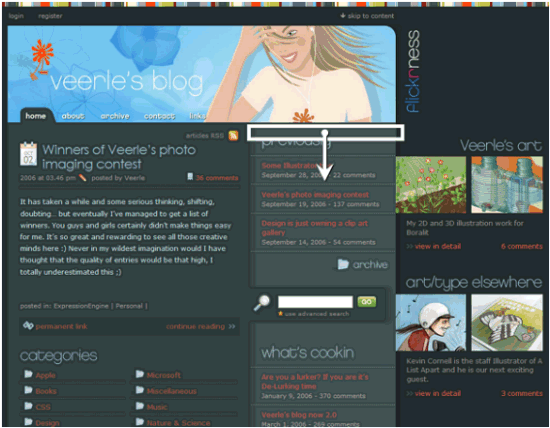 login register
skip to content
veerle's blog
home about archive contact links
flickrness
articles RSS
OCT
02
Winners of Veerle's photo
imaging contest
2006 at 03.46 pm posted by Veerle 36 comments
It has taken a while and some serious thinking, shifting,
doubting... but eventually I've managed to get a list of
winners. You guys and girls certainly didn't make things easy
for me. It's so great and rewarding to see all those creative
minds here :) Never in my wildest imagination would I have
thought that the quality of entries would be that high, I
totally underestimated this ;)
posted in: ExpressionEngine | Personal |
permanent link continue reading >>
categories
Apple Microsoft
Books Miscellaneous
CSS Music
Design Nature & Science
previously
Some Illustrator
September 28, 22 comments
Veerle's photo imaging contest
September 19, 2006 - 137 comments
Design is just owning a clip art
gallery
September 14, 2006 - 54 comments
archive
GO
use advanced search
what's cookin
Are you a lurker? If you are it's
De-Lurking time
January 9, 2006 - 370 comments
Veerle's blog now 2.0
March 1, 2006 - 269 comments
Veerle's art
My 2D and 3D illustration work for
Boralit
>> view in detail 6 comments
art/type elsewhere
Kevin Cornell is the staff Illustrator of A
List Apart and he is our next exciting
guest.
>> view in detail 3 comments